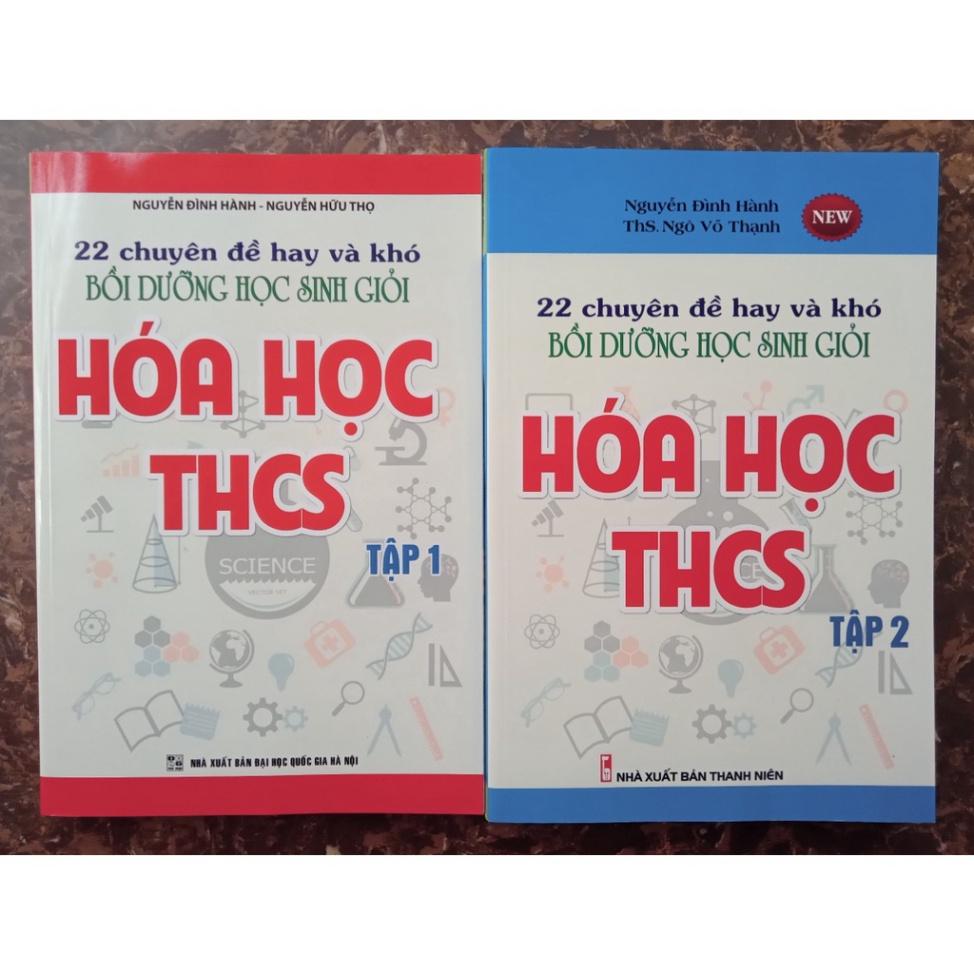 NGUYỄN ĐÌNH HÀNH - NGUYỄN HỮU THỌ
22 chuyên đề hay và khó
BỒI DƯỠNG HỌC SINH GIỎI
HÓA HỌC
THCS
TẬP 1
SCIENCE
VECTOR SET
NHÀ XUẤT BẢN ĐẠI HỌC QUỐC GIA HÀ NỘI
Nguyễn Đình Hành
ThS. Ngô Võ Thạnh
NEW
22 chuyên đề hay và khó
BỒI DƯỠNG HỌC SINH GIỎI
HÓA HỌC
THCS
TẬP 2
NHÀ XUẤT BẢN THANH NIÊN